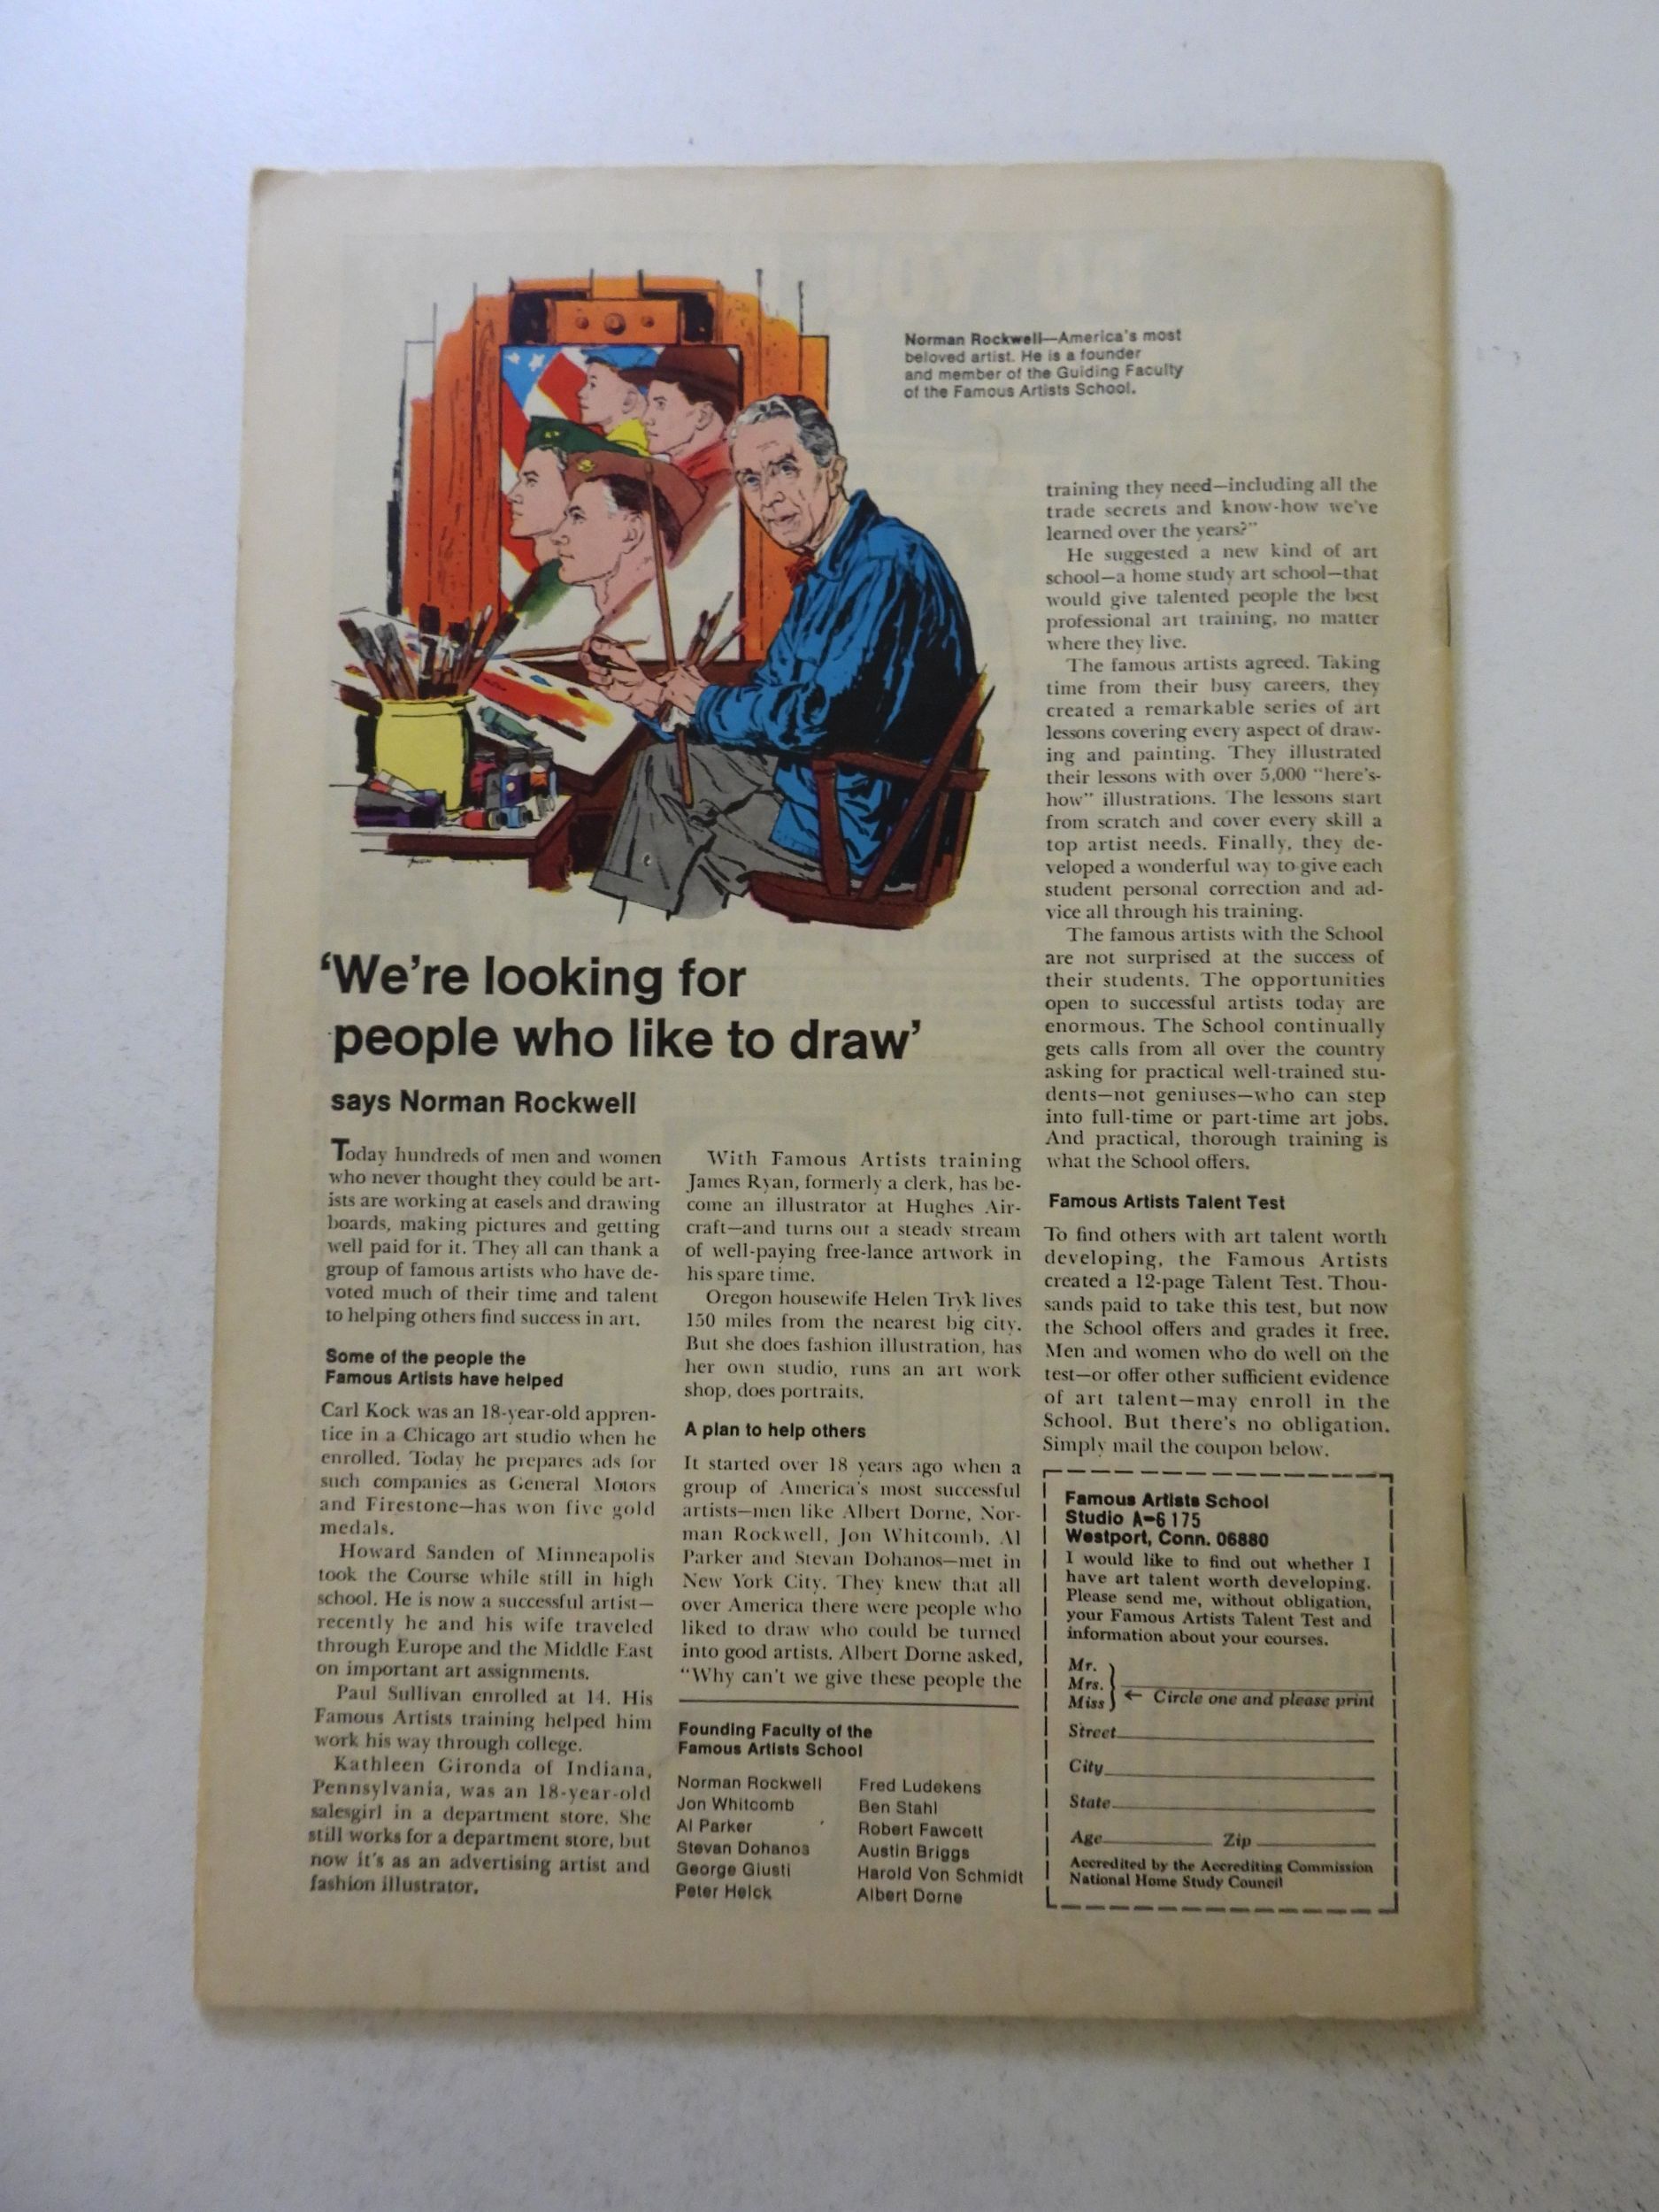 Norman Rockwell—America's most
beloved artist. He is a founder
and member of the Guiding Faculty
of the Famous Artists School.
'We're looking for
people who like to draw'
says Norman Rockwell
Today hundreds of men and women
who never thought they could be art-
ists are working at easels and drawing
boards, making pictures and getting
well paid for it. They all can thank a
group of famous artists who have de-
voted much of their time and talent
to helping others find success in art.
Some of the people the
Famous Artists have helped
Carl Kock was an 18-year-old appren-
tice in a Chicago art studio when he
enrolled. Today he prepares ads for
such companies as General Motors
and Firestone—has won five gold
medals.
Howard Sanden of Minneapolis
took the Course while still in high
school. He is now a successful artist—
recently he and his wife traveled
through Europe and the Middle East
on important art assignments.
Paul Sullivan enrolled at 14. His
Famous Artists training helped him
work his way through college.
Kathleen Gironda of Indiana,
Pennsylvania, was an 18-year-old
salesgirl in a department store. She
still works for a department store, but
now it's as an advertising artist and
fashion illustrator.
With Famous Artists training
James Ryan, formerly a clerk, has be-
come an illustrator at Hughes Air-
craft—and turns out a steady stream
of well-paying free-lance artwork in
his spare time.
Oregon housewife Helen Tryk lives
150 miles from the nearest big city.
But she does fashion illustration, has
her own studio, runs an art work
shop, does portraits.
A plan to help others
It started over 18 years ago when a
group of America's most successful
artists—men like Albert Dorne, Nor-
man Rockwell, Jon Whitcomb, Al
Parker and Stevan Dohanos—met in
New York City. They knew that all
over America there were people who
liked to draw who could be turned
into good artists. Albert Dorne asked,
"Why can't we give these people the
Founding Faculty of the
Famous Artists School
Norman Rockwell
Jon Whitcomb
Al Parker
Stevan Dohanos
George Giusti
Peter Helck
Fred Ludekens
Ben Stahl
Robert Fawcett
Austin Briggs
Harold Von Schmidt
Albert Dorne
training they need—including all the
trade secrets and know-how we've
learned over the years?"
He suggested a new kind of art
school—a home study art school—that
would give talented people the best
professional art training, no matter
where they live.
The famous artists agreed. Taking
time from their busy careers, they
created a remarkable series of art
lessons covering every aspect of draw-
ing and painting. They illustrated
their lessons with over 5,000 "here's-
how" illustrations. The lessons start
from scratch and cover every skill a
top artist needs. Finally, they de-
veloped a wonderful way to give each
student personal correction and ad-
vice all through his training.
The famous artists with the School
are not surprised at the success of
their students. The opportunities
open to successful artists today are
enormous. The School continually
gets calls from all over the country
asking for practical well-trained stu-
dents—not geniuses—who can step
into full-time or part-time art jobs.
And practical, thorough training is
what the School offers.
Famous Artists Talent Test
To find others with art talent worth
developing, the Famous Artists
created a 12-page Talent Test. Thou-
sands paid to take this test, but now
the School offers and grades it free.
Men and women who do well on the
test—or offer other sufficient evidence
of art talent—may enroll in the
School. But there's no obligation.
Simply mail the coupon below.
Famous Artists School
Studio A-6175
Westport, Conn. 06880
I would like to find out whether I
have art talent worth developing.
Please send me, without obligation,
your Famous Artists Talent Test and
information about your courses.
Mr.
Mrs.
Miss
← Circle one and please print
Street
City
State
Age Zip
Accredited by the Accrediting Commission
National Home Study Council